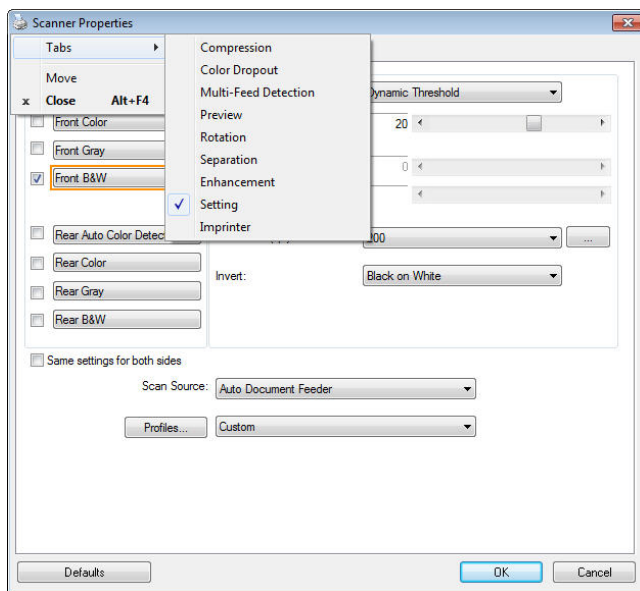 Scanner Properties
Tabs
Move
x Close Alt+F4
Compression
Color Dropout
Multi-Feed Detection
Preview
Rotation
Separation
Enhancement
Setting
Imprinter
Dynamic Threshold
Front Color
20
Front Gray
0
Front B&W
Rear Auto Color Detec
200
...
Rear Color
Invert: Black on White
Rear Gray
Rear B&W
Same settings for both sides
Scan Source: Auto Document Feeder
Profiles... Custom
Defaults OK Cancel